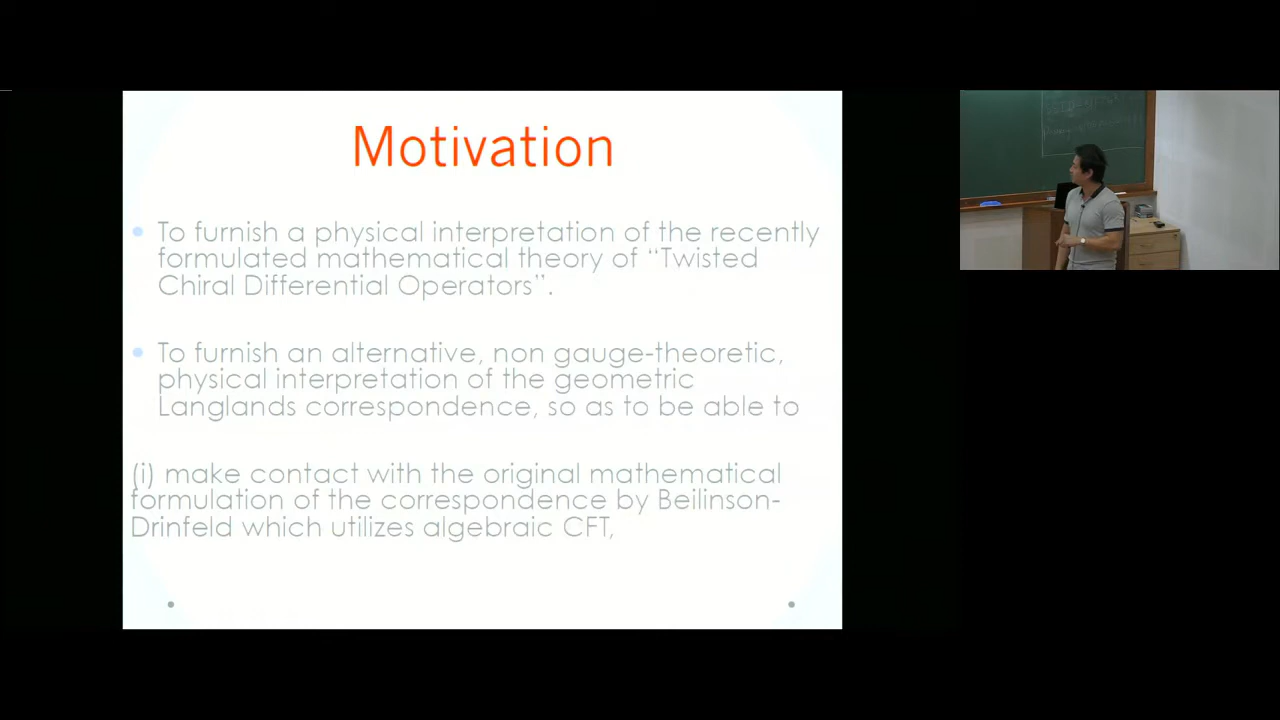 Motivation
• To furnish a physical interpretation of the recently
formulated mathematical theory of “Twisted
Chiral Differential Operators”.
• To furnish an alternative, non gauge-theoretic,
physical interpretation of the geometric
Langlands correspondence, so as to be able to
(i) make contact with the original mathematical
formulation of the correspondence by Beilinson-
Drinfeld which utilizes algebraic CFT,